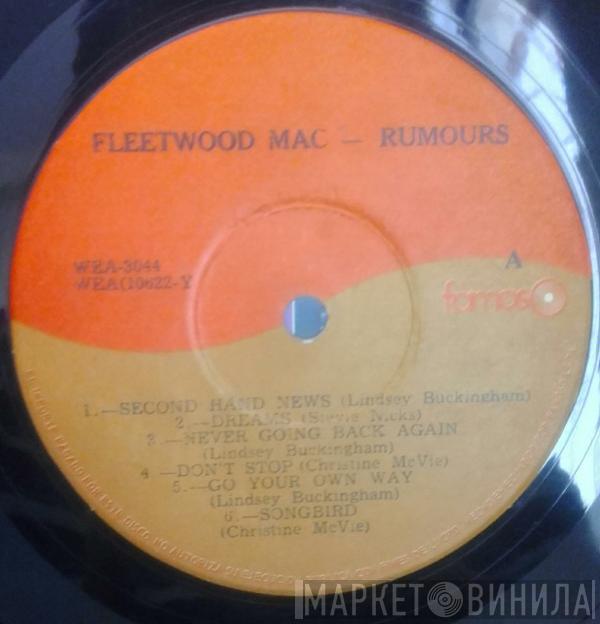 FLEETWOOD MAC — RUMOURS
WEA-3044
WEA(10622-Y
A
famoso
1.—SECOND HAND NEWS (Lindsey Buckingham)
2.—DREAMS (Stevie Nicks)
3.—NEVER GOING BACK AGAIN
(Lindsey Buckingham)
4—DON'T STOP (Christine McVie)
5.—GO YOUR OWN WAY
(Lindsey Buckingham)
6.—SONGBIRD
(Christine McVie)
МАРКЕТ ВИНИЛА